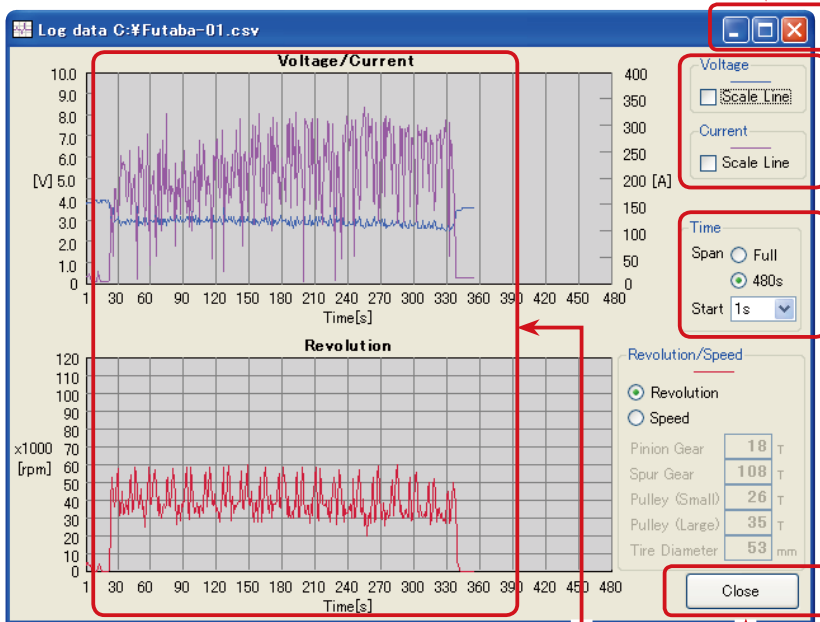 Log data C:¥Futaba-01.csv
Voltage/Current
10.0
9.0
8.0
7.0
6.0
[V] 5.0
4.0
3.0
2.0
1.0
0
400
350
300
250
200 [A]
150
100
50
0
1 30 60 90 120 150 180 210 240 270 300 330 360 390 420 450 480
Time[s]
Voltage
Scale Line
Current
Scale Line
Time
Span Full
480s
Start 1s
Revolution
120
110
100
90
80
x1000 70
[rpm] 60
50
40
30
20
10
0
1 30 60 90 120 150 180 210 240 270 300 330 360 390 420 450 480
Time[s]
Revolution/Speed
Revolution
Speed
Pinion Gear 18 T
Spur Gear 108 T
Pulley (Small) 26 T
Pulley (Large) 35 T
Tire Diameter 53 mm
Close